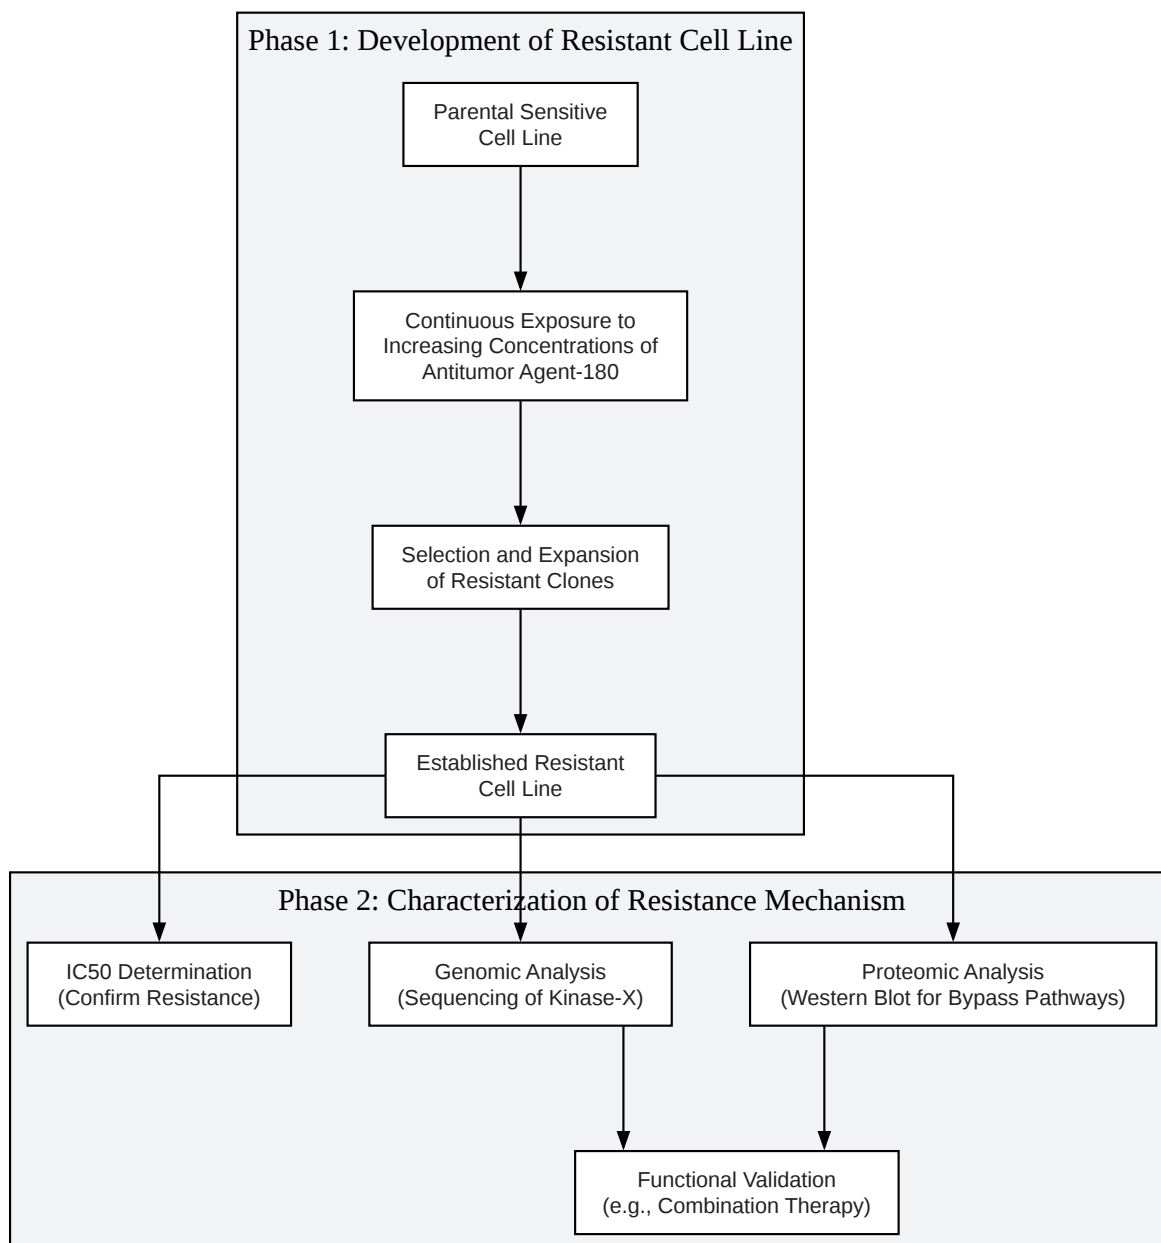 Phase 1: Development of Resistant Cell Line
Parental Sensitive
Cell Line
Continuous Exposure to
Increasing Concentrations of
Antitumor Agent-180
Selection and Expansion
of Resistant Clones
Established Resistant
Cell Line
Phase 2: Characterization of Resistance Mechanism
IC50 Determination
(Confirm Resistance)
Genomic Analysis
(Sequencing of Kinase-X)
Proteomic Analysis
(Western Blot for Bypass Pathways)
Functional Validation
(e.g., Combination Therapy)